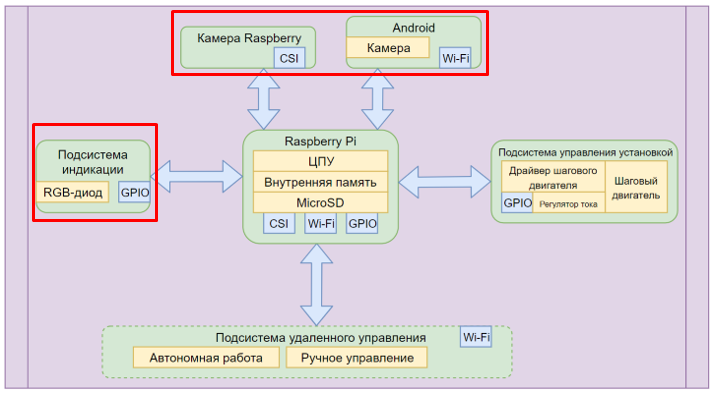 Камера Raspberry
CSI
Android
Камера
Wi-Fi
Подсистема
индикации
RGB-диод
GPIO
Raspberry Pi
ЦПУ
Внутренняя память
MicroSD
CSI
Wi-Fi
GPIO
Подсистема управления установкой
Драйвер шагового
двигателя
GPIO
Регулятор тока
Шаговый
двигатель
Подсистема удаленного управления
Wi-Fi
Автономная работа
Ручное управление